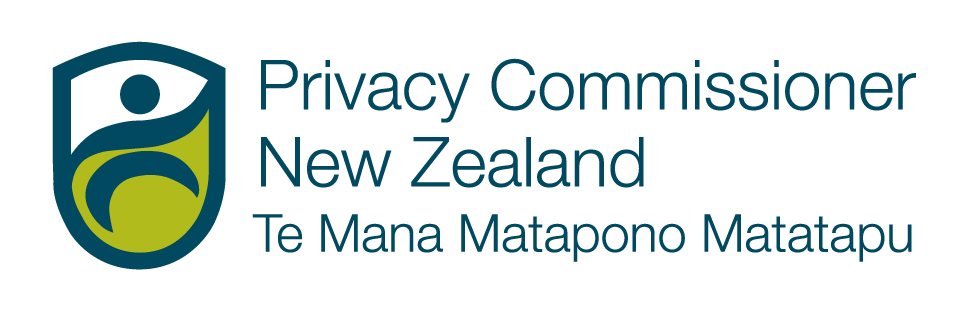 Privacy Commissioner
New Zealand
Te Mana Matapono Matatapu